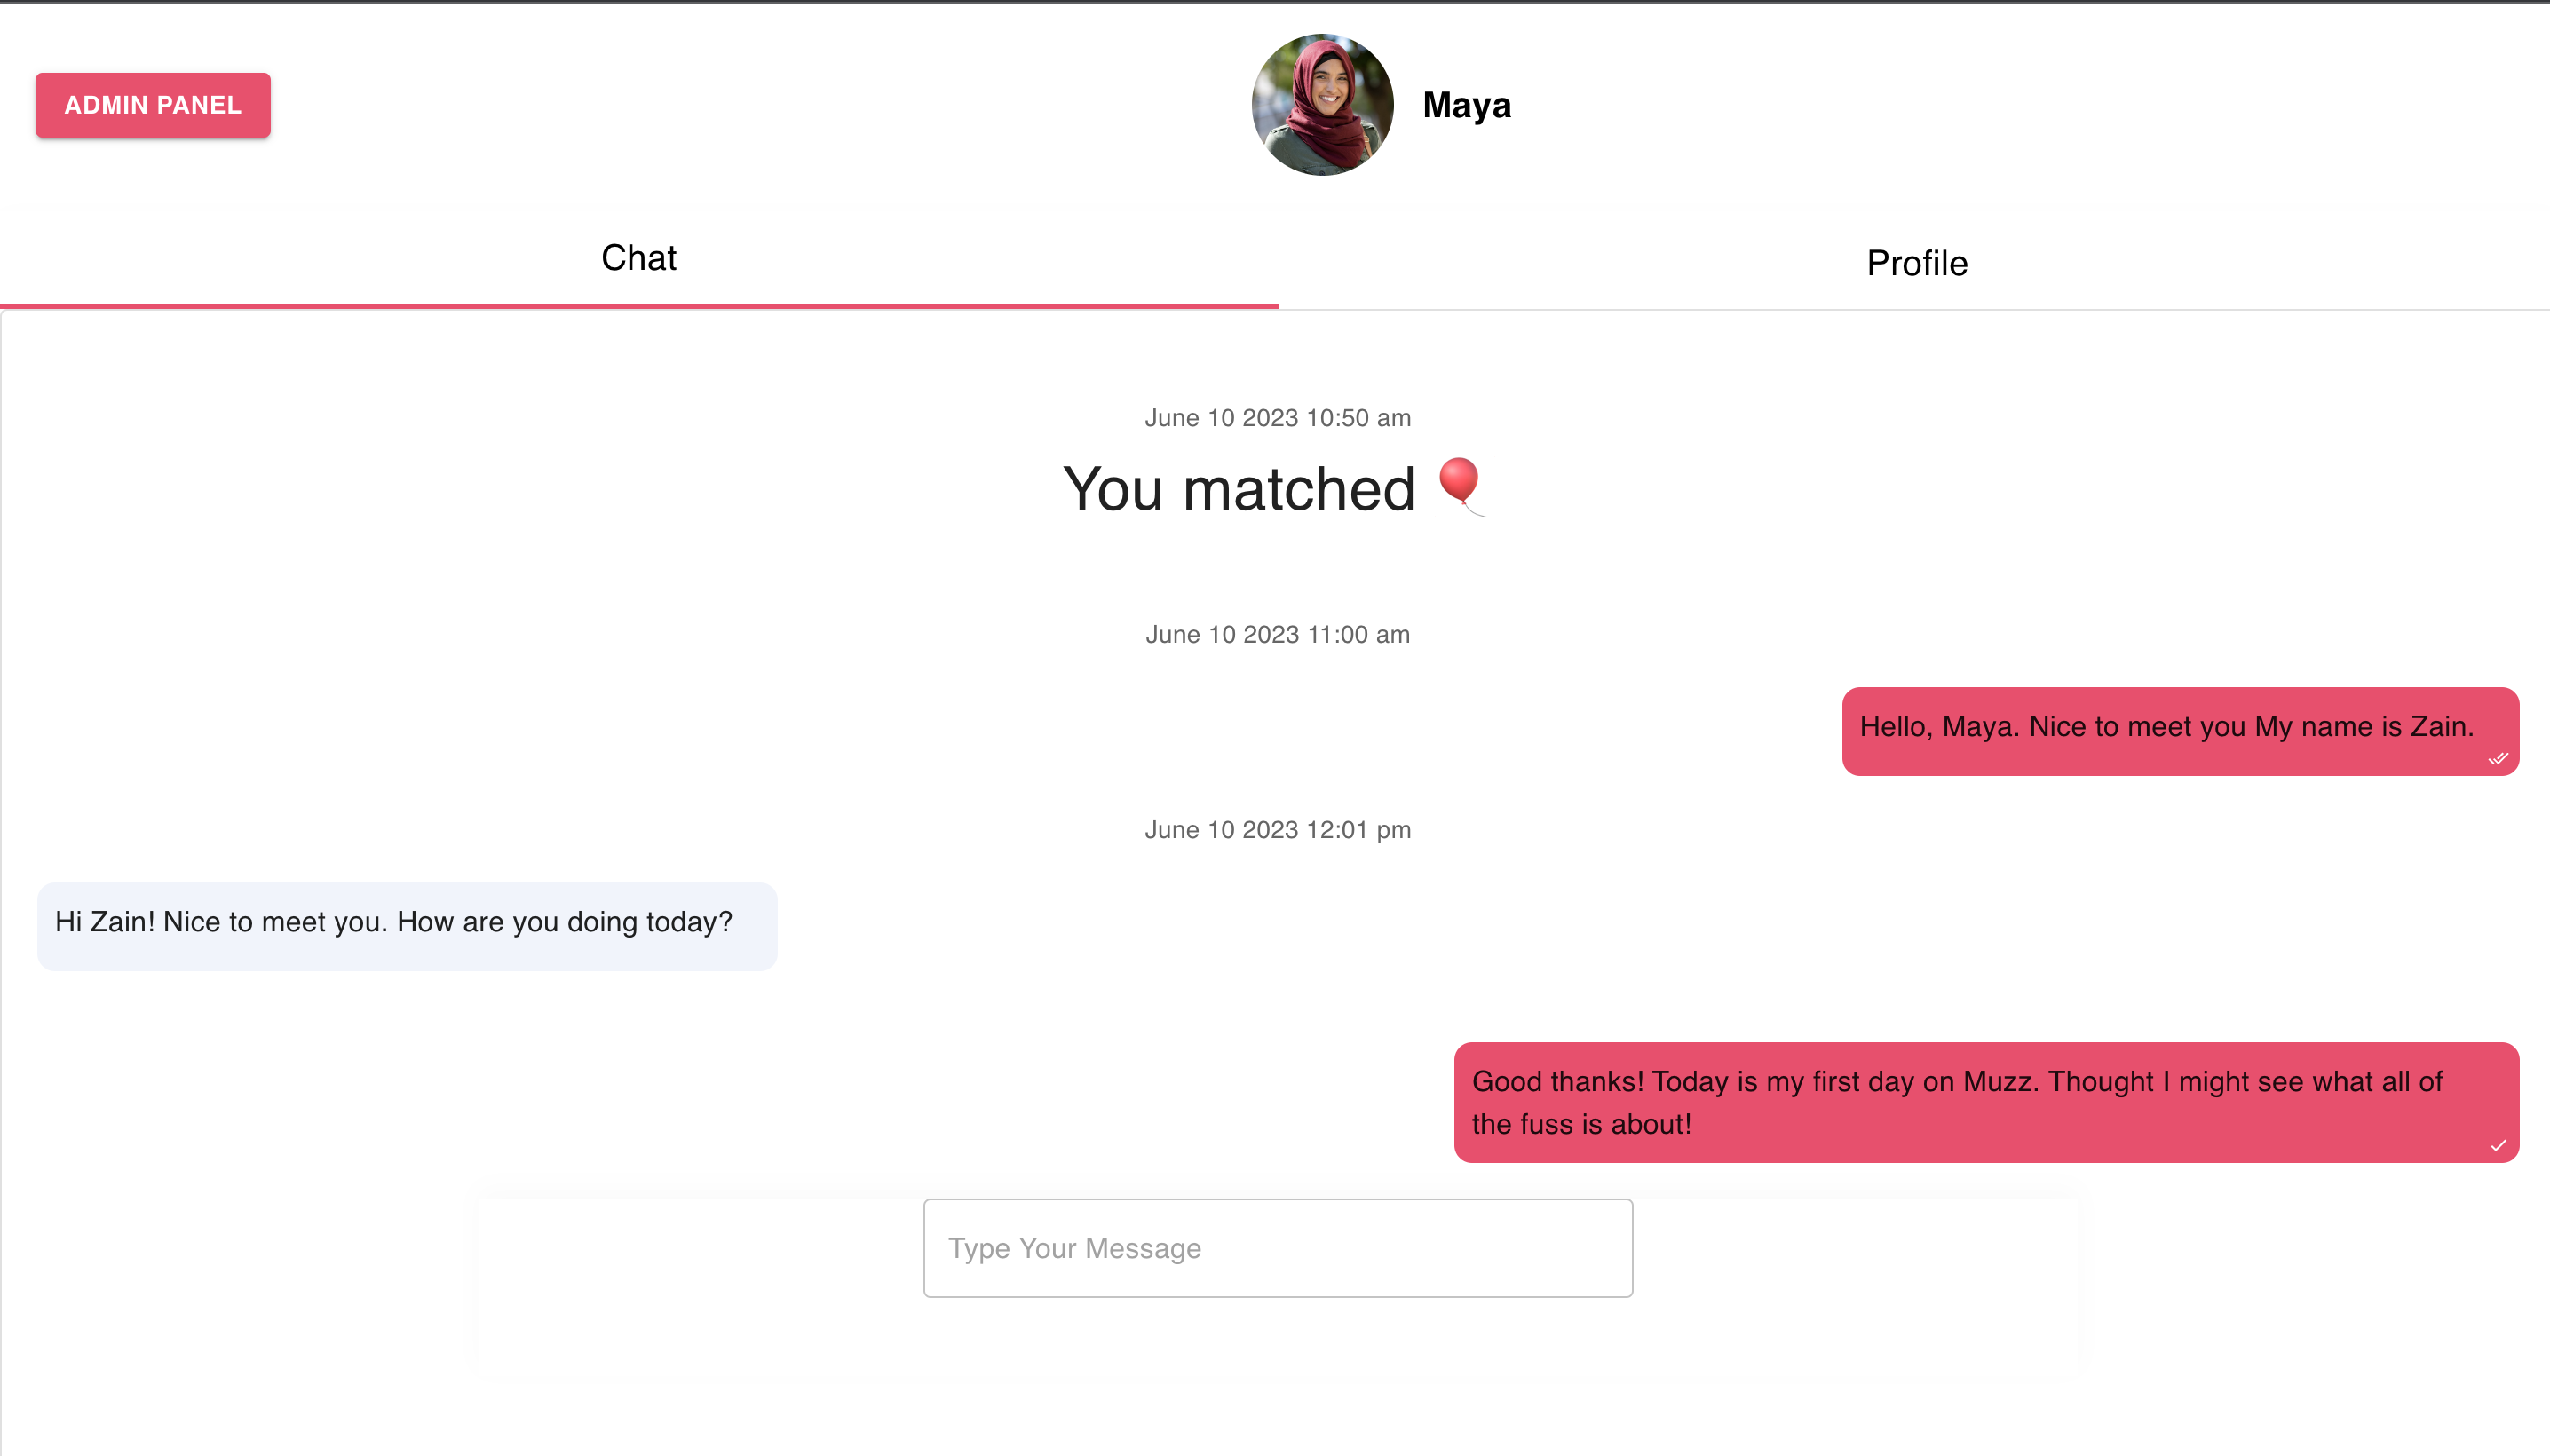 ADMIN PANEL
Maya
Chat
Profile
June 10 2023 10:50 am
You matched 🎈
June 10 2023 11:00 am
Hello, Maya. Nice to meet you My name is Zain.
June 10 2023 12:01 pm
Hi Zain! Nice to meet you. How are you doing today?
Good thanks! Today is my first day on Muzz. Thought I might see what all of
the fuss is about!
Type Your Message